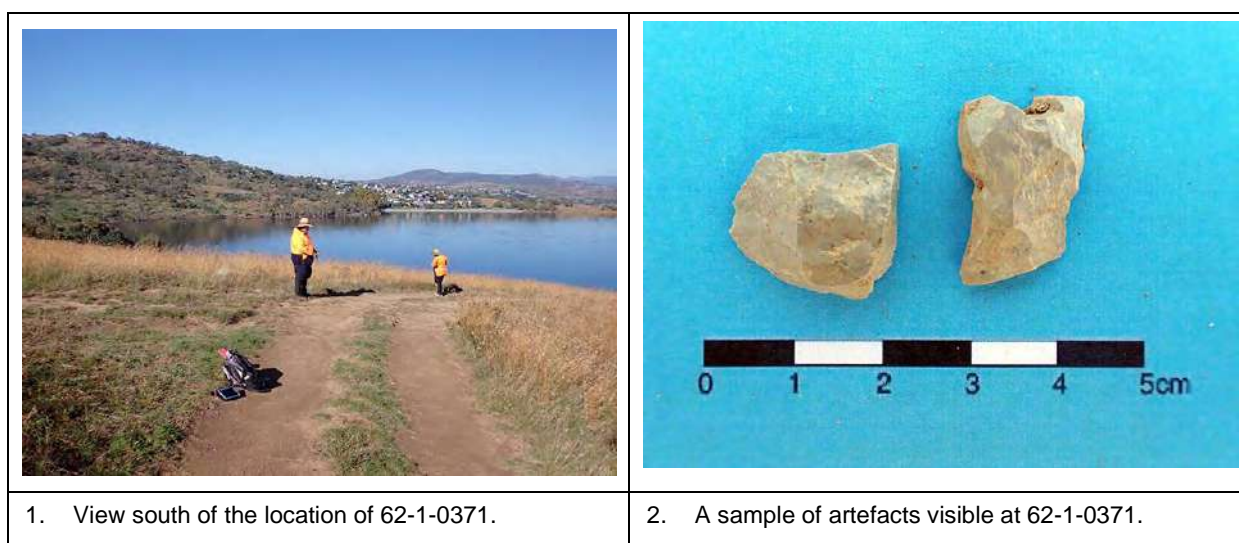 0 1 2 3 4 5cm
1. View south of the location of 62-1-0371.
2. A sample of artefacts visible at 62-1-0371.